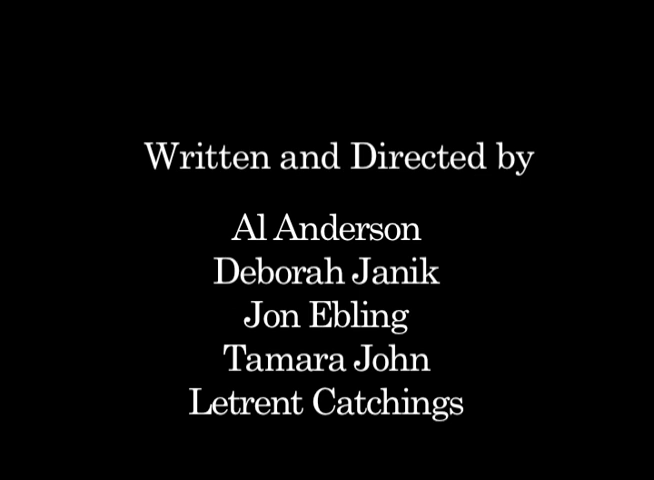 Written and Directed by
Al Anderson
Deborah Janik
Jon Ebling
Tamara John
Letrent Catchings